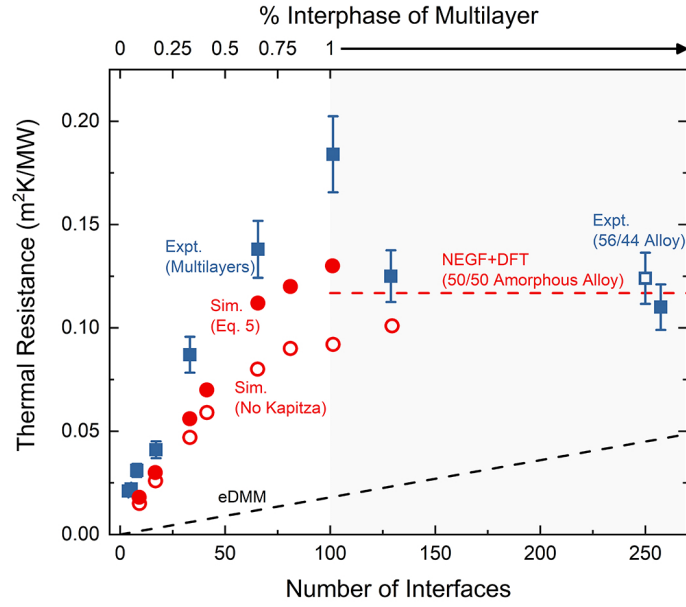 % Interphase of Multilayer
0 0.25 0.5 0.75 1
Thermal Resistance (m²K/MW)
0.20
0.15
0.10
0.05
0.00
Expt.
(Multilayers)
Sim.
(Eq. 5)
Sim.
(No Kapitza)
eDMM
NEGF+DFT
(50/50 Amorphous Alloy)
Expt.
(56/44 Alloy)
0 50 100 150 200 250
Number of Interfaces